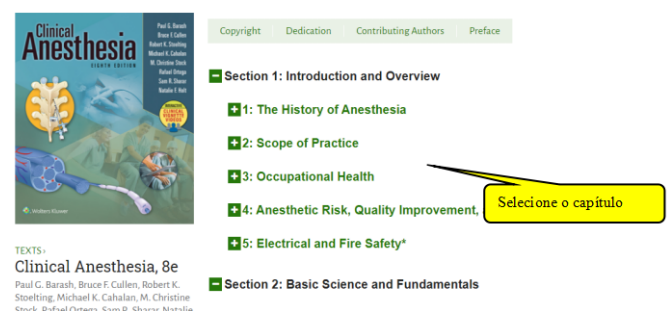 Clinical
Anesthesia
EIGHTH EDITION
Paul G. Barash
Bruce F. Cullen
Robert K. Stoelting
Michael K. Cahalan
M. Christine Stock
Rafael Ortega
Sam R. Sharar
Natalie F. Holt
Wolters Kluwer
TEXTS ›
Clinical Anesthesia, 8e
Paul G. Barash, Bruce F. Cullen, Robert K.
Stoelting, Michael K. Cahalan, M. Christine
Stock, Rafael Ortega, Sam R. Sharar, Natalie
Copyright Dedication Contributing Authors Preface
Section 1: Introduction and Overview
1: The History of Anesthesia
2: Scope of Practice
3: Occupational Health
4: Anesthetic Risk, Quality Improvement,
5: Electrical and Fire Safety*
Section 2: Basic Science and Fundamentals
Selecione o capítulo